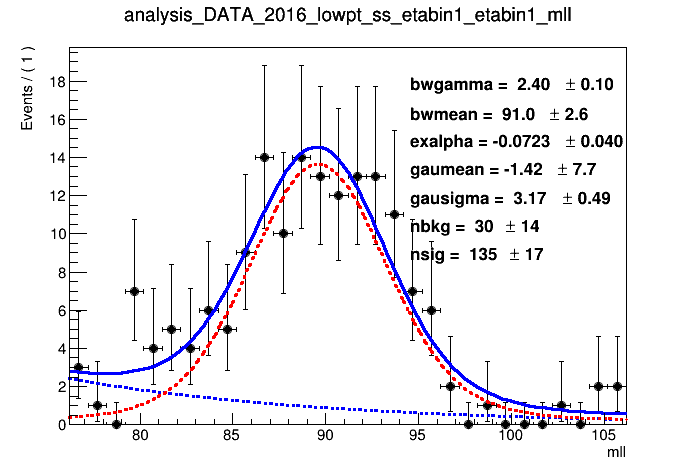 analysis_DATA_2016_lowpt_ss_etabin1_etabin1_mll
Events / ( 1 )
18
16
14
12
10
8
6
4
2
0
bwgamma = 2.40 ± 0.10
bwmean = 91.0 ± 2.6
exalpha = -0.0723 ± 0.040
gaumean = -1.42 ± 7.7
gausigma = 3.17 ± 0.49
nbkg = 30 ± 14
nsig = 135 ± 17
80 85 90 95 100 105
mll